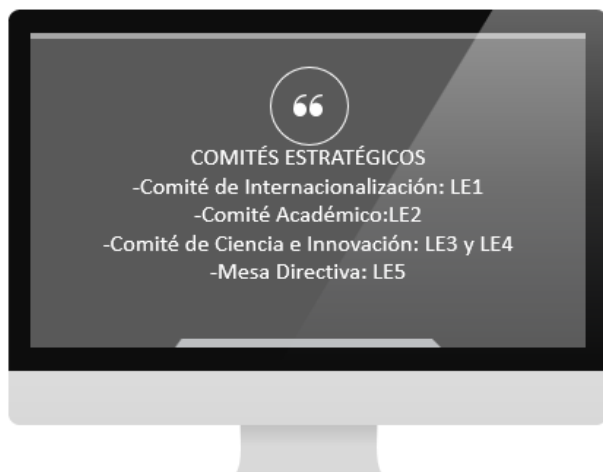 ❝
COMITÉS ESTRATÉGICOS
-Comité de Internacionalización: LE1
-Comité Académico:LE2
-Comité de Ciencia e Innovación: LE3 y LE4
-Mesa Directiva: LE5